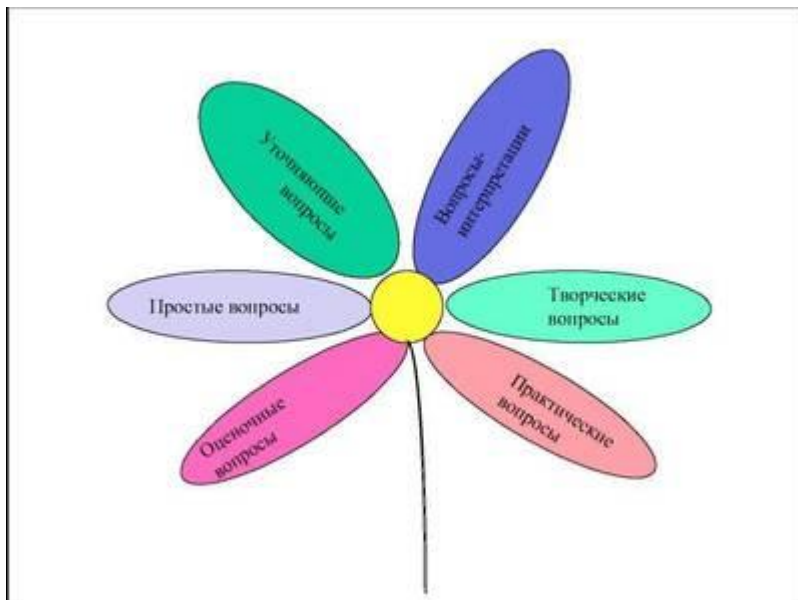 Уточняющие
вопросы
Вопросы-
интерпретации
Простые вопросы
Творческие
вопросы
Оценочные
вопросы
Практические
вопросы